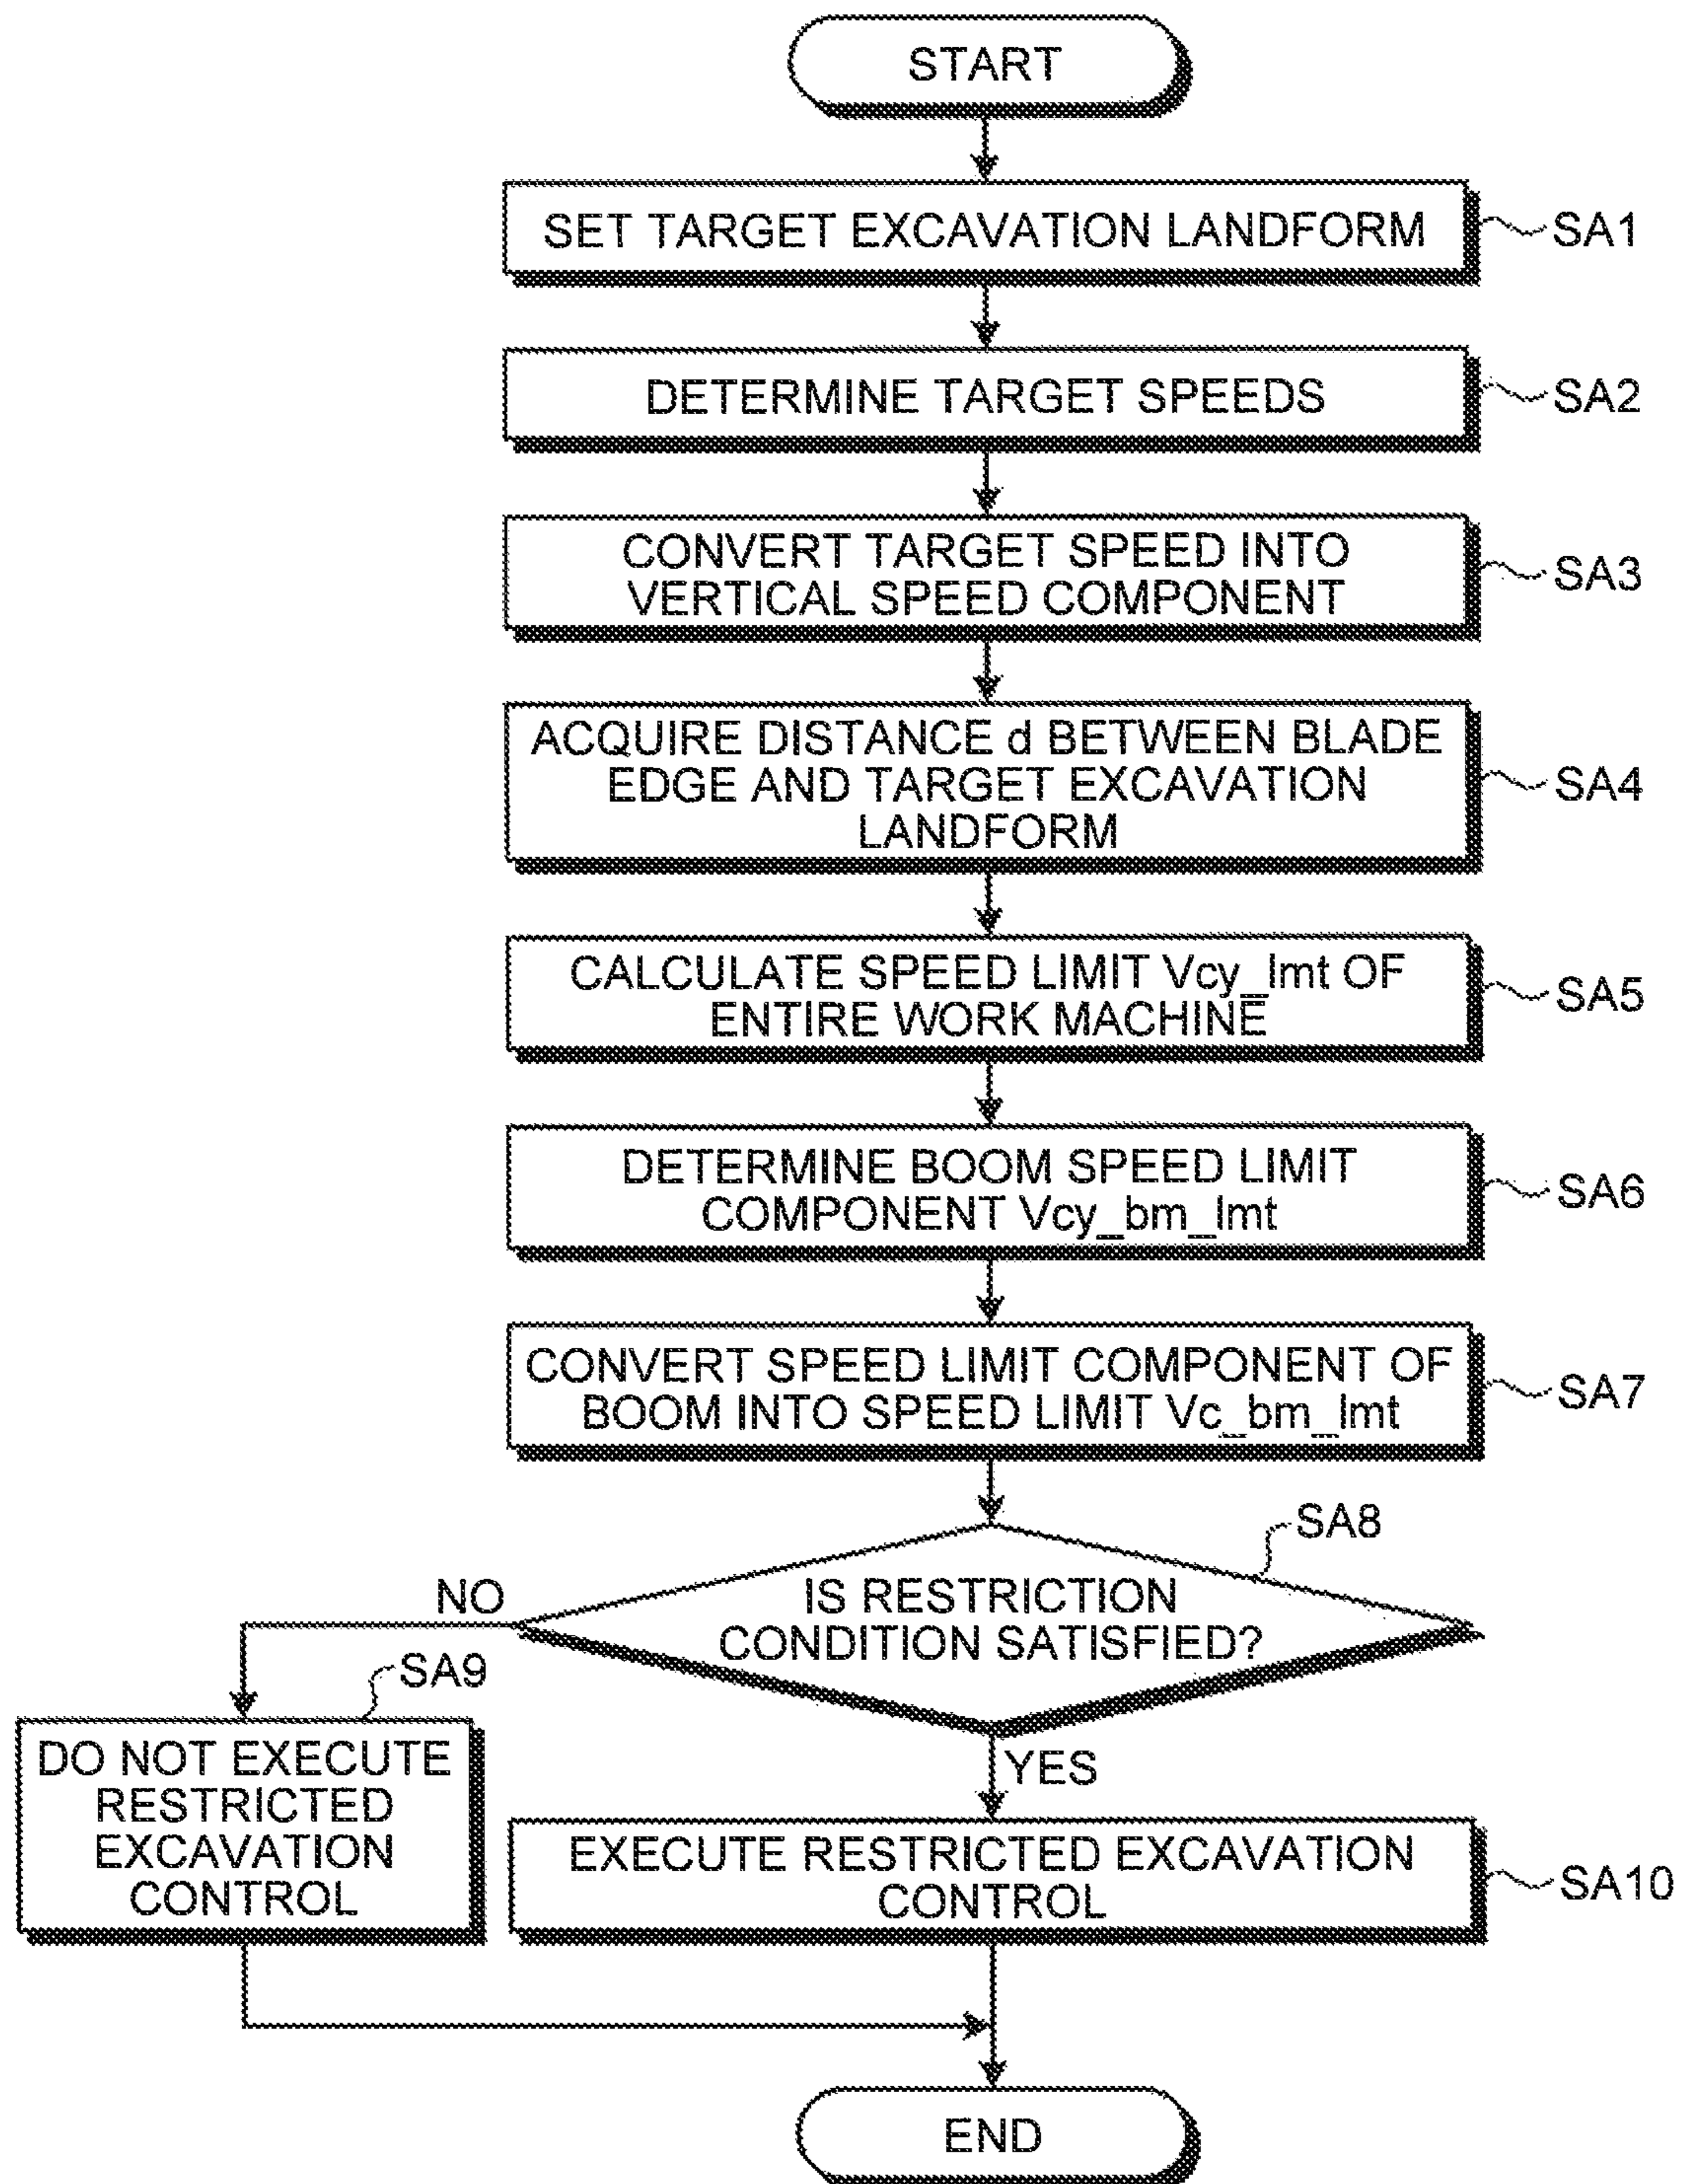 START
SET TARGET EXCAVATION LANDFORM
SA1
DETERMINE TARGET SPEEDS
SA2
CONVERT TARGET SPEED INTO
VERTICAL SPEED COMPONENT
SA3
ACQUIRE DISTANCE d BETWEEN BLADE
EDGE AND TARGET EXCAVATION
LANDFORM
SA4
CALCULATE SPEED LIMIT Vcy_lmt OF
ENTIRE WORK MACHINE
SA5
DETERMINE BOOM SPEED LIMIT
COMPONENT Vcy_bm_lmt
SA6
CONVERT SPEED LIMIT COMPONENT OF
BOOM INTO SPEED LIMIT Vc_bm_lmt
SA7
SA8
IS RESTRICTION
CONDITION SATISFIED?
NO
SA9
DO NOT EXECUTE
RESTRICTED
EXCAVATION
CONTROL
YES
EXECUTE RESTRICTED EXCAVATION
CONTROL
SA10
END